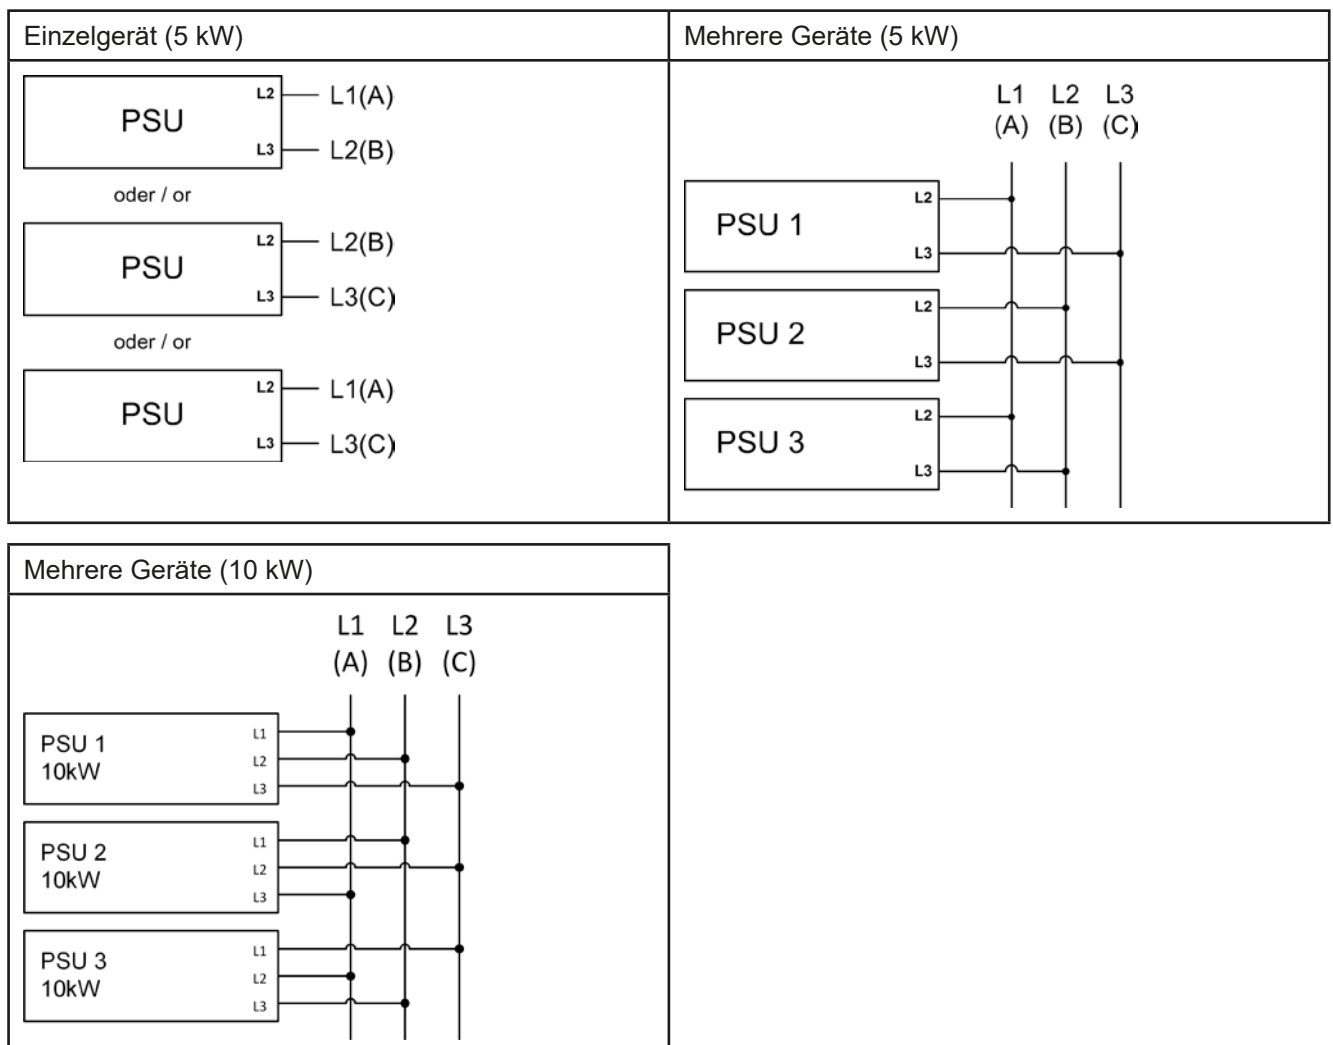 Einzelgerät (5 kW)
PSU
L2
L1(A)
L3
L2(B)
oder / or
PSU
L2
L2(B)
L3
L3(C)
oder / or
PSU
L2
L1(A)
L3
L3(C)
Mehrere Geräte (5 kW)
L1 L2 L3
(A) (B) (C)
PSU 1
L2
L3
PSU 2
L2
L3
PSU 3
L2
L3
Mehrere Geräte (10 kW)
L1 L2 L3
(A) (B) (C)
PSU 1
10kW
L1
L2
L3
PSU 2
10kW
L1
L2
L3
PSU 3
10kW
L1
L2
L3